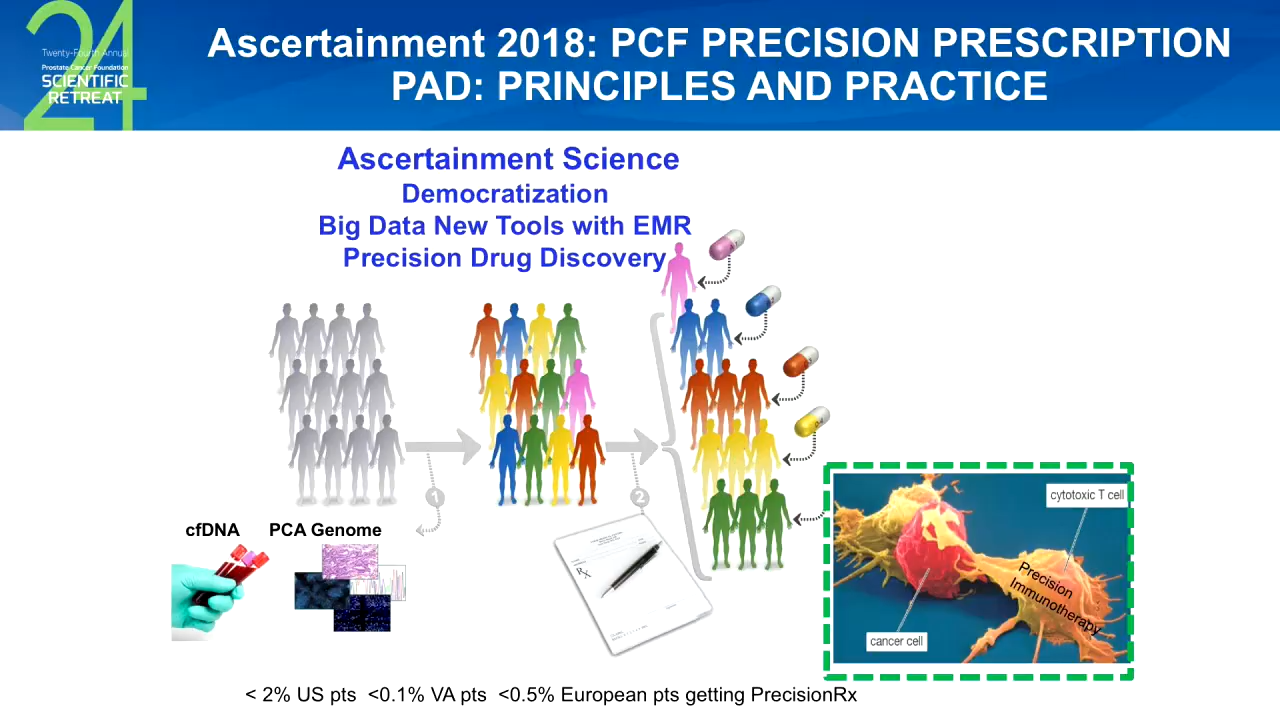 Twenty-Fourth Annual
Prostate Cancer Foundation
SCIENTIFIC
RETREAT
24
Ascertainment 2018: PCF PRECISION PRESCRIPTION
PAD: PRINCIPLES AND PRACTICE
Ascertainment Science
Democratization
Big Data New Tools with EMR
Precision Drug Discovery
1
2
cfDNA
PCA Genome
Rx
cytotoxic T cell
Precision
Immunotherapy
cancer cell
< 2% US pts <0.1% VA pts <0.5% European pts getting PrecisionRx